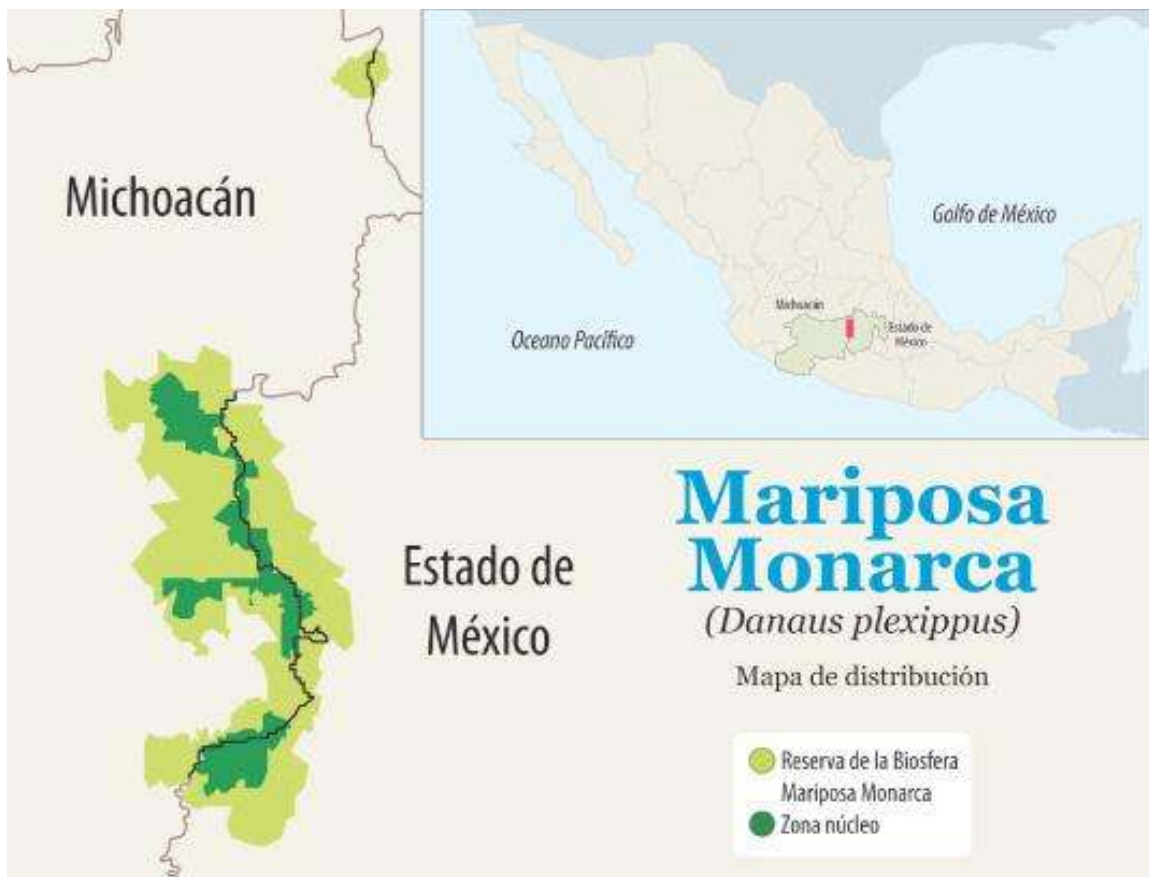 Michoacán
Estado de
México
Golfo de México
Oceano Pacífico
Michoacán
Estado de
México
Mariposa
Monarca
(Danaus plexippus)
Mapa de distribución
Reserva de la Biosfera
Mariposa Monarca
Zona núcleo